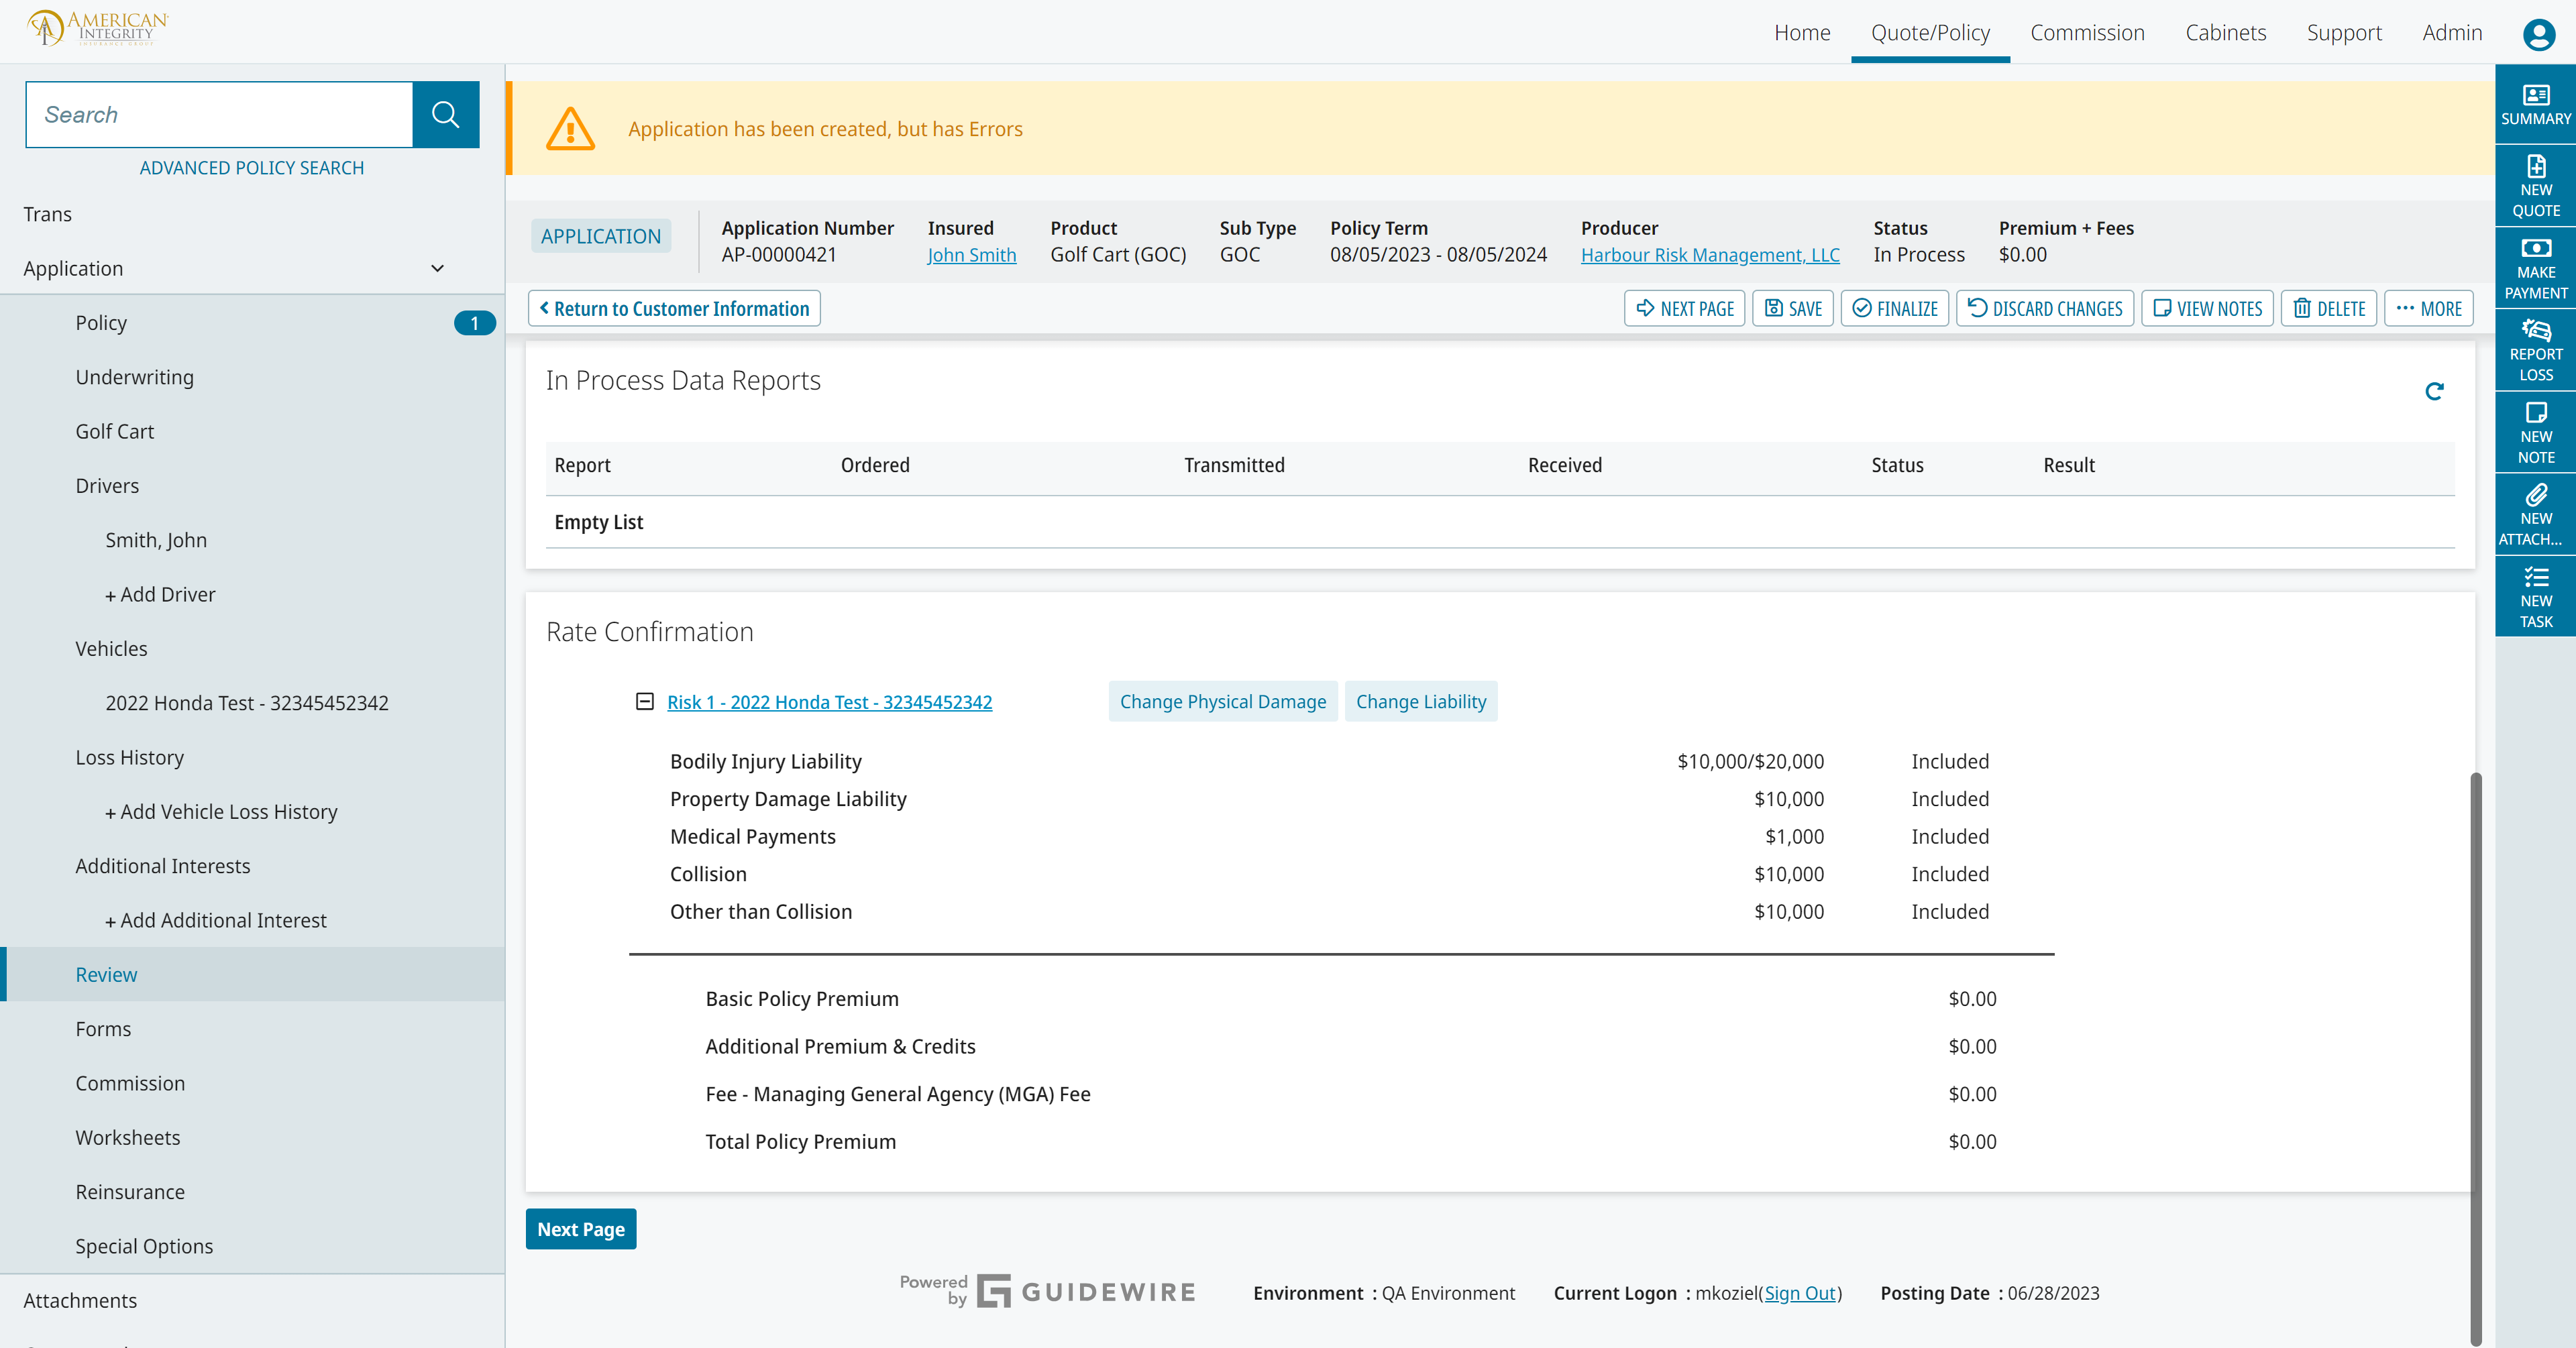 AMERICAN
INTEGRITY
INSURANCE GROUP
Home
Quote/Policy
Commission
Cabinets
Support
Admin
Search
ADVANCED POLICY SEARCH
Trans
Application
Policy
1
Underwriting
Golf Cart
Drivers
Smith, John
+ Add Driver
Vehicles
2022 Honda Test - 32345452342
Loss History
+ Add Vehicle Loss History
Additional Interests
+ Add Additional Interest
Review
Forms
Commission
Worksheets
Reinsurance
Special Options
Attachments
Application has been created, but has Errors
APPLICATION
Application Number Insured Product Sub Type Policy Term Producer Status Premium + Fees
AP-00000421 John Smith Golf Cart (GOC) GOC 08/05/2023 - 08/05/2024 Harbour Risk Management, LLC In Process $0.00
Return to Customer Information
NEXT PAGE
SAVE
FINALIZE
DISCARD CHANGES
VIEW NOTES
DELETE
MORE
In Process Data Reports
Report Ordered Transmitted Received Status Result
Empty List
Rate Confirmation
Risk 1 - 2022 Honda Test - 32345452342 Change Physical Damage Change Liability
Bodily Injury Liability $10,000/$20,000 Included
Property Damage Liability $10,000 Included
Medical Payments $1,000 Included
Collision $10,000 Included
Other than Collision $10,000 Included
Basic Policy Premium $0.00
Additional Premium & Credits $0.00
Fee - Managing General Agency (MGA) Fee $0.00
Total Policy Premium $0.00
Next Page
Powered
by
GUIDEWIRE
Environment : QA Environment Current Logon : mkoziel(Sign Out) Posting Date : 06/28/2023
SUMMARY
NEW
QUOTE
MAKE
PAYMENT
REPORT
LOSS
NEW
NOTE
NEW
ATTACH...
NEW
TASK